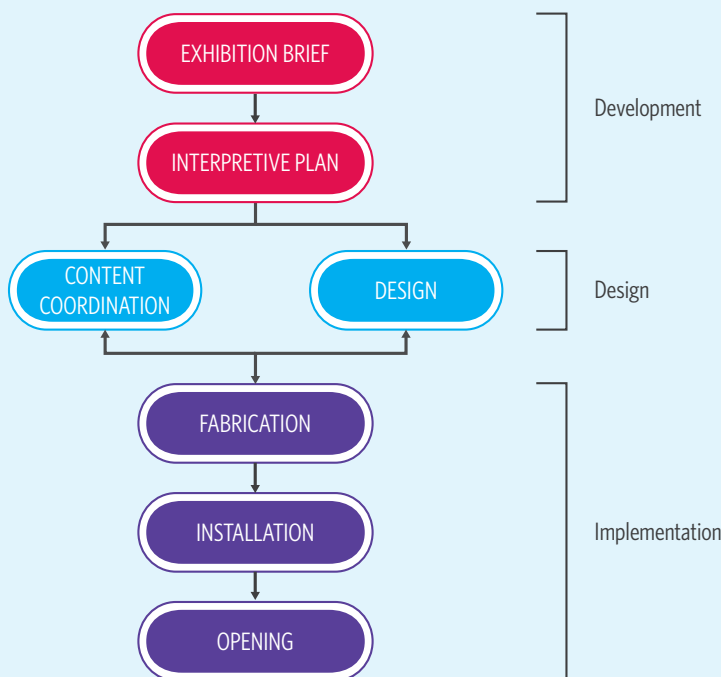 EXHIBITION BRIEF
Development
INTERPRETIVE PLAN
CONTENT
COORDINATION
DESIGN
Design
FABRICATION
INSTALLATION
Implementation
OPENING